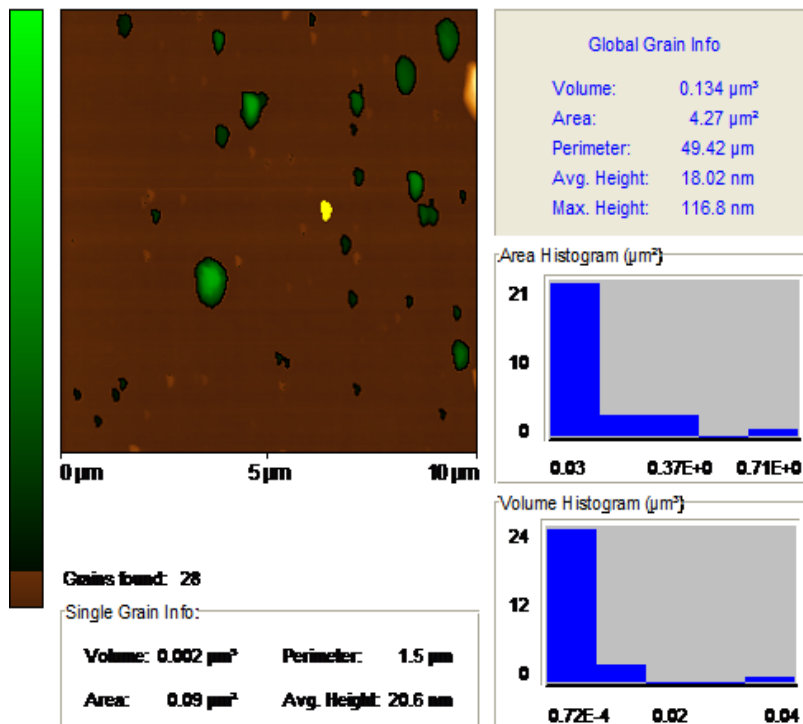 Global Grain Info
Volume: 0.134 µm³
Area: 4.27 µm²
Perimeter: 49.42 µm
Avg. Height: 18.02 nm
Max. Height: 116.8 nm
Area Histogram (µm²)
21
10
0
0.03 0.37E+0 0.71E+0
0 µm 5 µm 10 µm
Volume Histogram (µm³)
24
12
0
0.72E-4 0.02 0.04
Grains found: 28
Single Grain Info:
Volume: 0.002 µm³ Perimeter: 1.5 µm
Area: 0.09 µm² Avg. Height: 20.6 nm